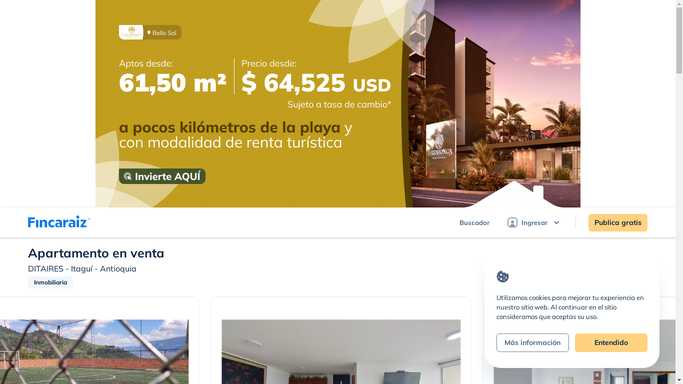 Bello Sol
Aptos desde:
61,50 m²
Precio desde:
$ 64,525 USD
Sujeto a tasa de cambio*
a pocos kilómetros de la playa y
con modalidad de renta turística
Invierte AQUÍ
Fincaraiz
Buscador
Ingresar
Publica gratis
Apartamento en venta
DITAIRES - Itaguí - Antioquia
Inmobiliaria
Utilizamos cookies para mejorar tu experiencia en
nuestro sitio web. Al continuar en el sitio
consideramos que aceptas su uso.
Más información
Entendido